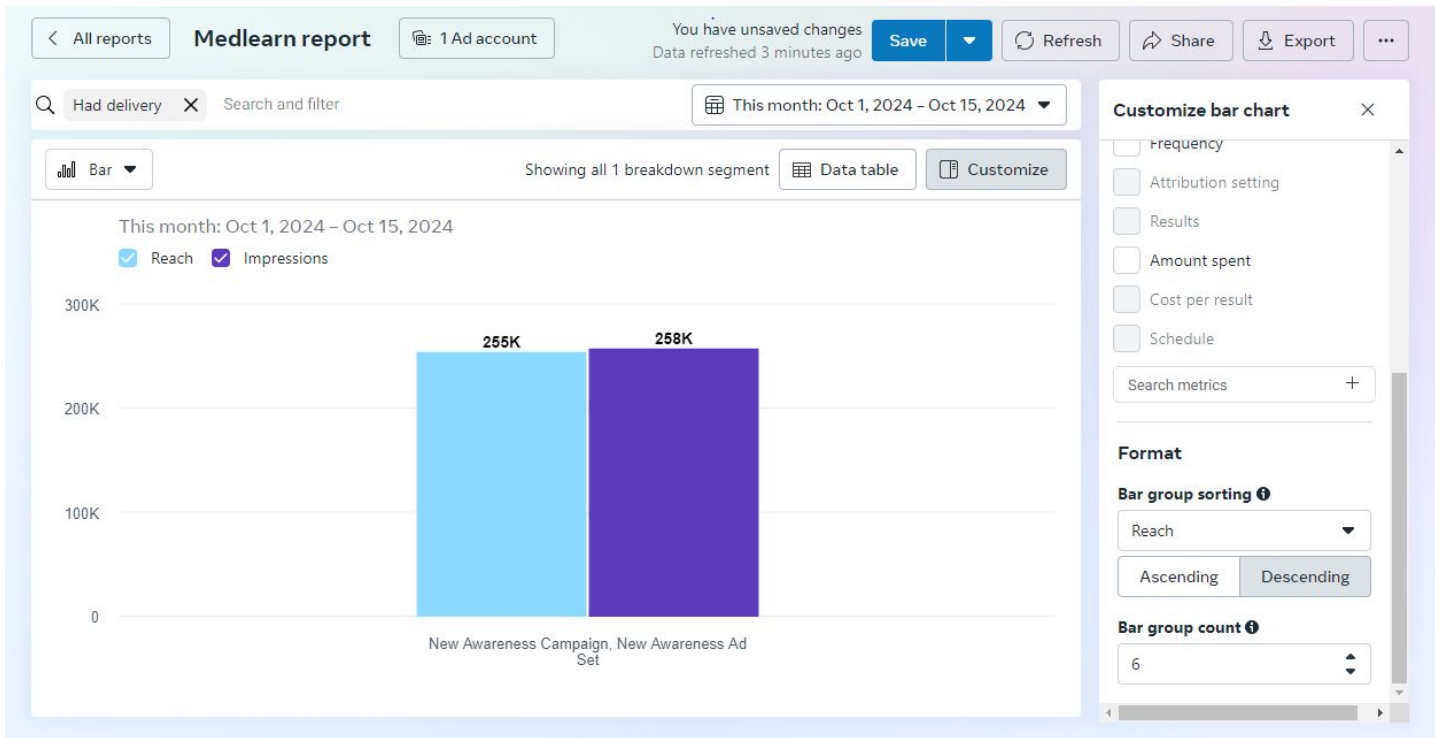 All reports
Medlearn report
1 Ad account
You have unsaved changes
Data refreshed 3 minutes ago
Save
Refresh
Share
Export
Had delivery
Search and filter
This month: Oct 1, 2024 – Oct 15, 2024
Bar
Showing all 1 breakdown segment
Data table
Customize
This month: Oct 1, 2024 – Oct 15, 2024
Reach
Impressions
300K
200K
100K
0
255K
258K
New Awareness Campaign, New Awareness Ad
Set
Customize bar chart
Frequency
Attribution setting
Results
Amount spent
Cost per result
Schedule
Search metrics
Format
Bar group sorting
Reach
Ascending
Descending
Bar group count
6